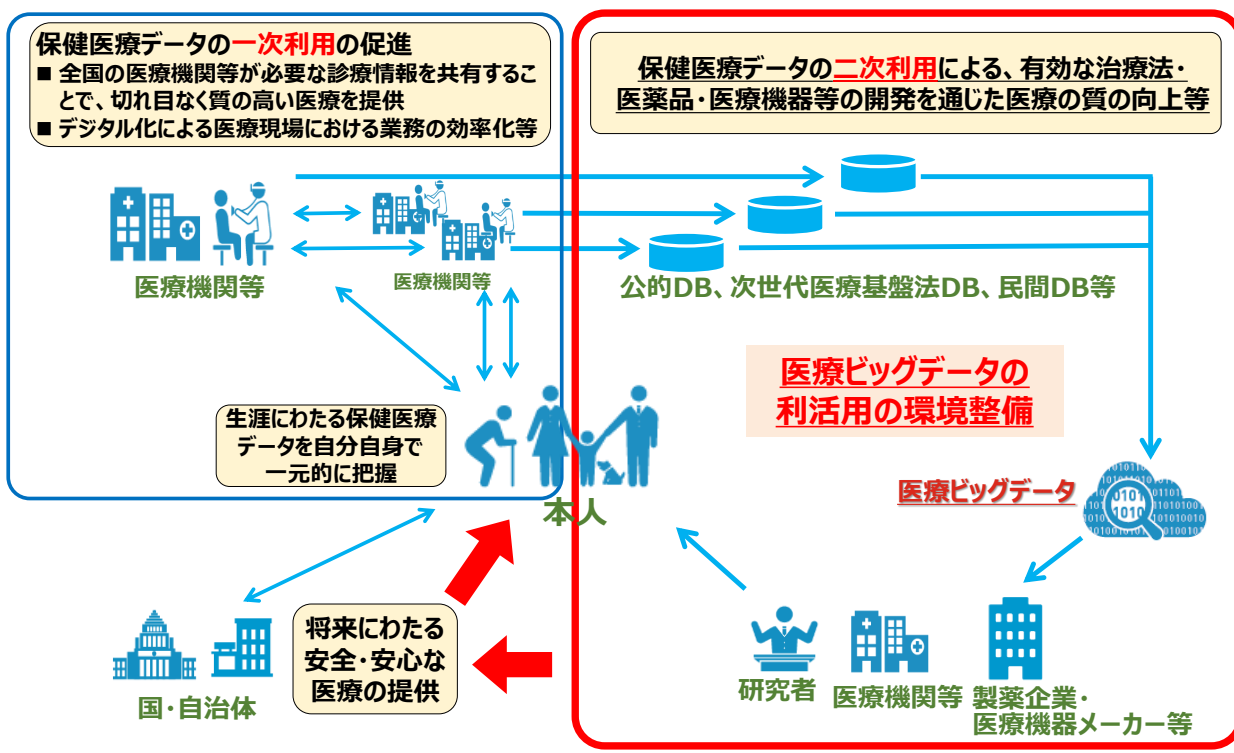 保健医療データの一次利用の促進
■ 全国の医療機関等が必要な診療情報を共有するこ
とで、切れ目なく質の高い医療を提供
■ デジタル化による医療現場における業務の効率化等
保健医療データの二次利用による、有効な治療法・
医薬品・医療機器等の開発を通じた医療の質の向上等
医療機関等
医療機関等
公的DB、次世代医療基盤法DB、民間DB等
医療ビッグデータの
利活用の環境整備
生涯にわたる保健医療
データを自分自身で
一元的に把握
本人
医療ビッグデータ
0101
1010
将来にわたる
安全・安心な
医療の提供
国・自治体
研究者
医療機関等
製薬企業・
医療機器メーカー等